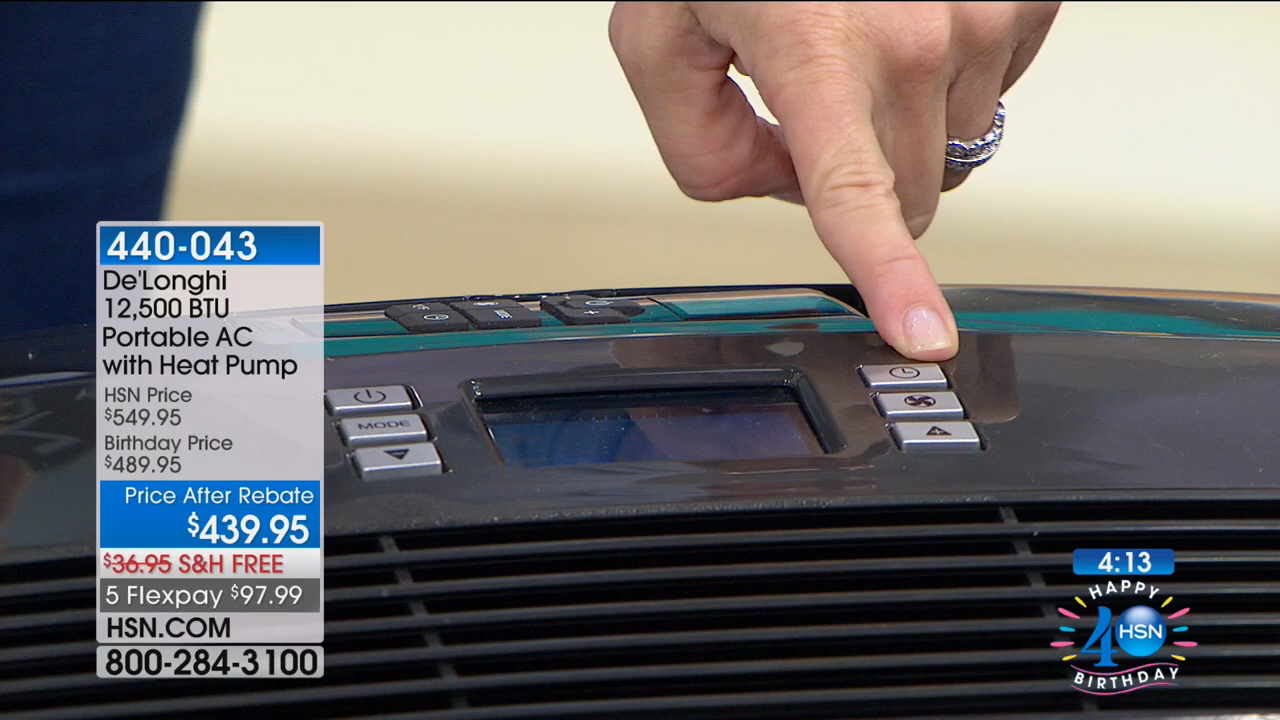 440-043
De'Longhi
12,500 BTU
Portable AC
with Heat Pump
HSN Price
$549.95
Birthday Price
$489.95
Price After Rebate
$439.95
$36.95 S&H FREE
5 Flexpay $97.99
HSN.COM
800-284-3100
MODE
4:13
HAPPY
40 HSN
BIRTHDAY